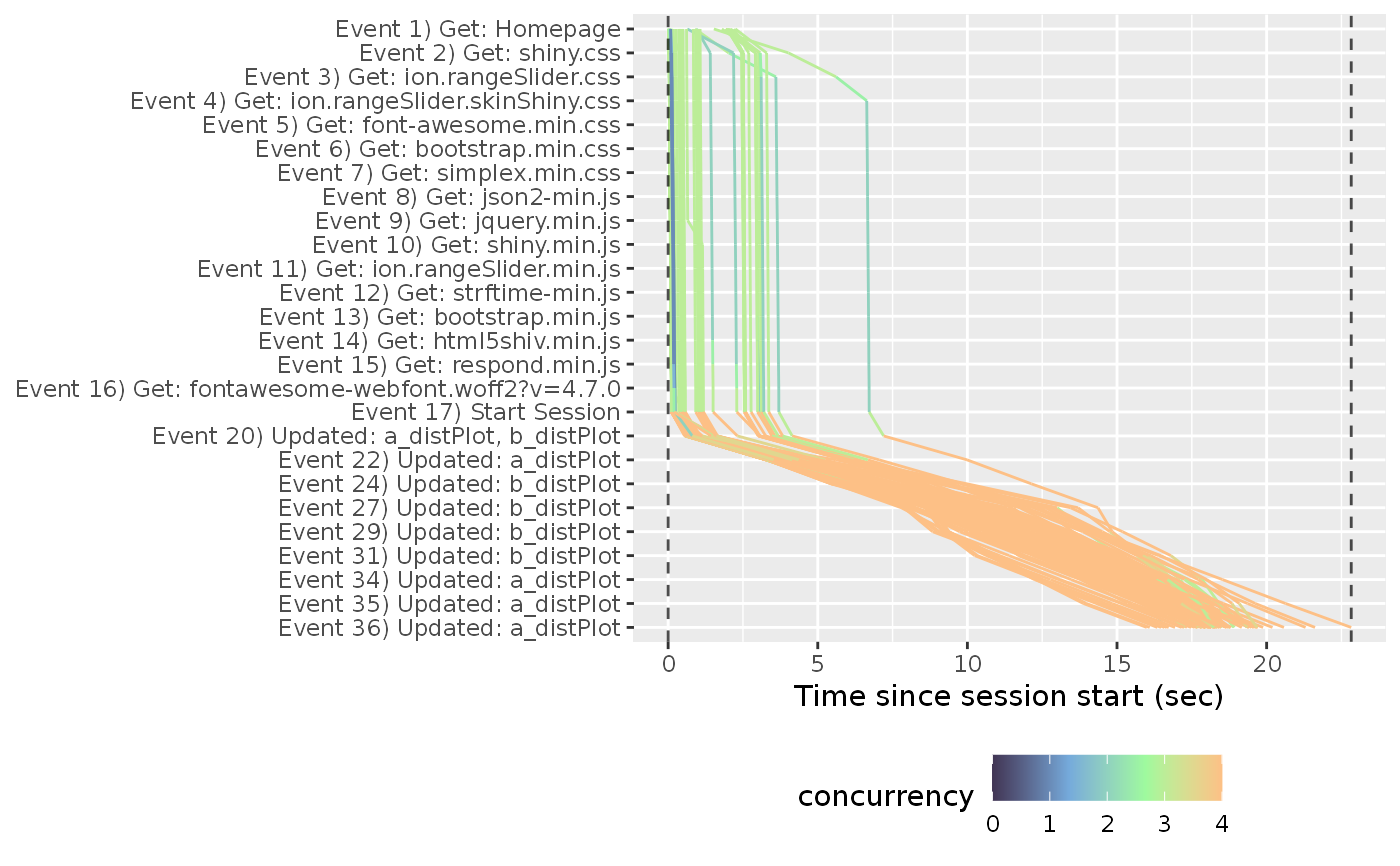 Event 1) Get: Homepage
Event 2) Get: shiny.css
Event 3) Get: ion.rangeSlider.css
Event 4) Get: ion.rangeSlider.skinShiny.css
Event 5) Get: font-awesome.min.css
Event 6) Get: bootstrap.min.css
Event 7) Get: simplex.min.css
Event 8) Get: json2-min.js
Event 9) Get: jquery.min.js
Event 10) Get: shiny.min.js
Event 11) Get: ion.rangeSlider.min.js
Event 12) Get: strftime-min.js
Event 13) Get: bootstrap.min.js
Event 14) Get: html5shiv.min.js
Event 15) Get: respond.min.js
Event 16) Get: fontawesome-webfont.woff2?v=4.7.0
Event 17) Start Session
Event 20) Updated: a_distPlot, b_distPlot
Event 22) Updated: a_distPlot
Event 24) Updated: b_distPlot
Event 27) Updated: b_distPlot
Event 29) Updated: b_distPlot
Event 31) Updated: b_distPlot
Event 34) Updated: a_distPlot
Event 35) Updated: a_distPlot
Event 36) Updated: a_distPlot
0 5 10 15 20
Time since session start (sec)
concurrency
0 1 2 3 4